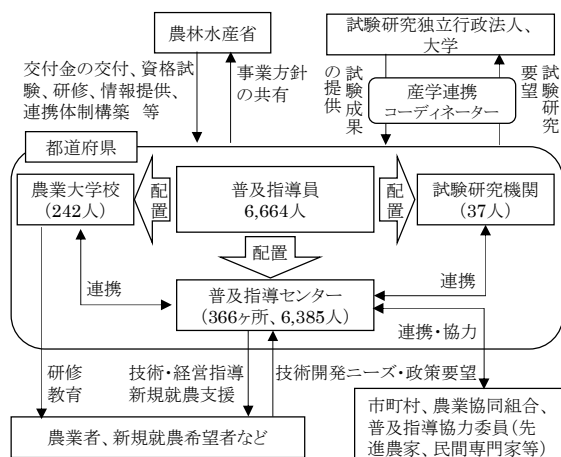 農林水産省
試験研究独立行政法人、
大学
交付金の交付、資格試
験、研修、情報提供、
連携体制構築 等
事業方針
の共有
試験成果
の提供
産学連携
コーディネーター
試験研究
要望
都道府県
農業大学校
(242人)
配置
普及指導員
6,664人
配置
試験研究機関
(37人)
配置
連携
普及指導センター
(366ヶ所、6,385人)
連携
連携・協力
研修
教育
技術・経営指導
新規就農支援
技術開発ニーズ・政策要望
農業者、新規就農希望者など
市町村、農業協同組合、
普及指導協力委員(先
進農家、民間専門家等)